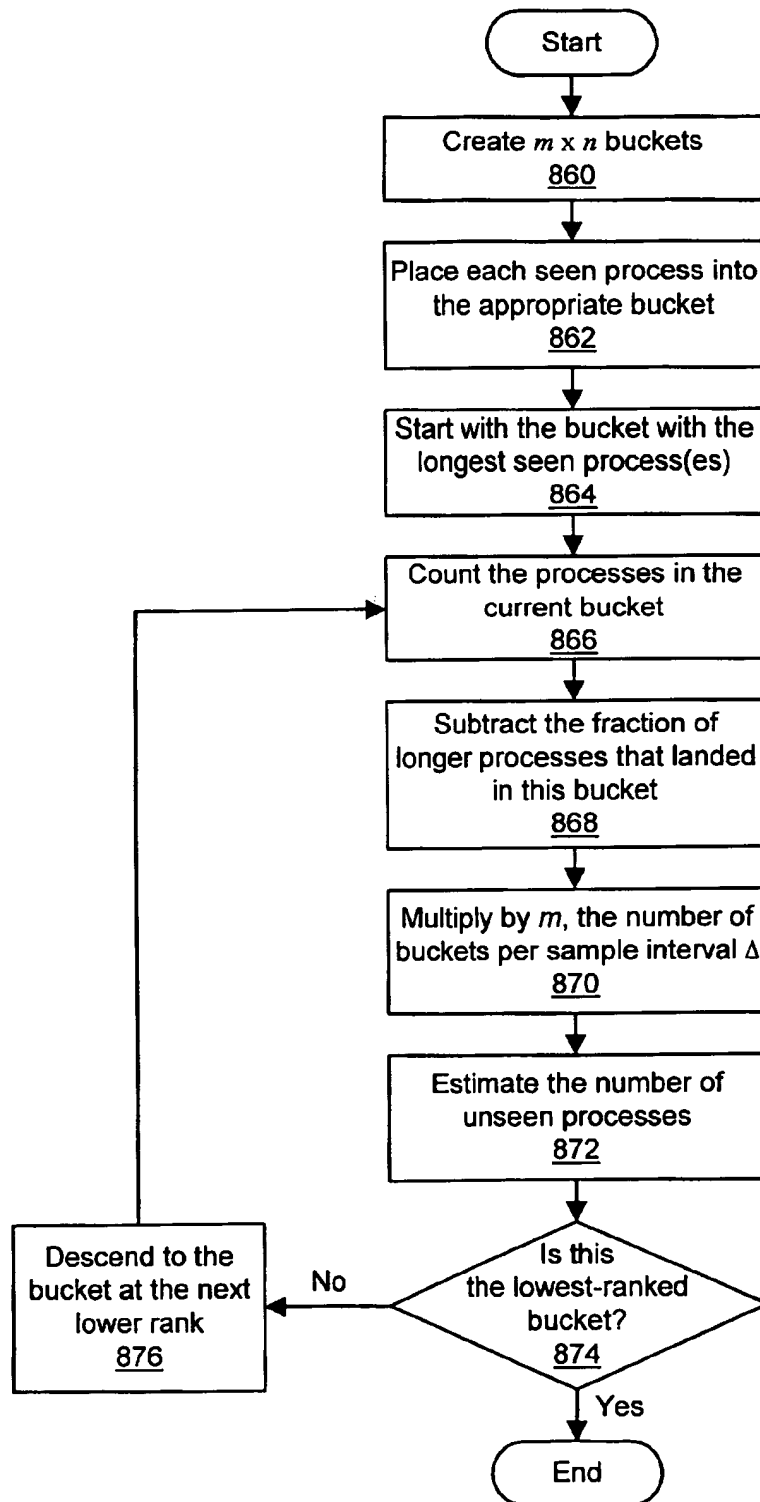 Start
Create m x n buckets
860
Place each seen process into
the appropriate bucket
862
Start with the bucket with the
longest seen process(es)
864
Count the processes in the
current bucket
866
Subtract the fraction of
longer processes that landed
in this bucket
868
Multiply by m, the number of
buckets per sample interval Δ
870
Estimate the number of
unseen processes
872
Is this
the lowest-ranked
bucket?
874
No
Descend to the
bucket at the next
lower rank
876
Yes
End